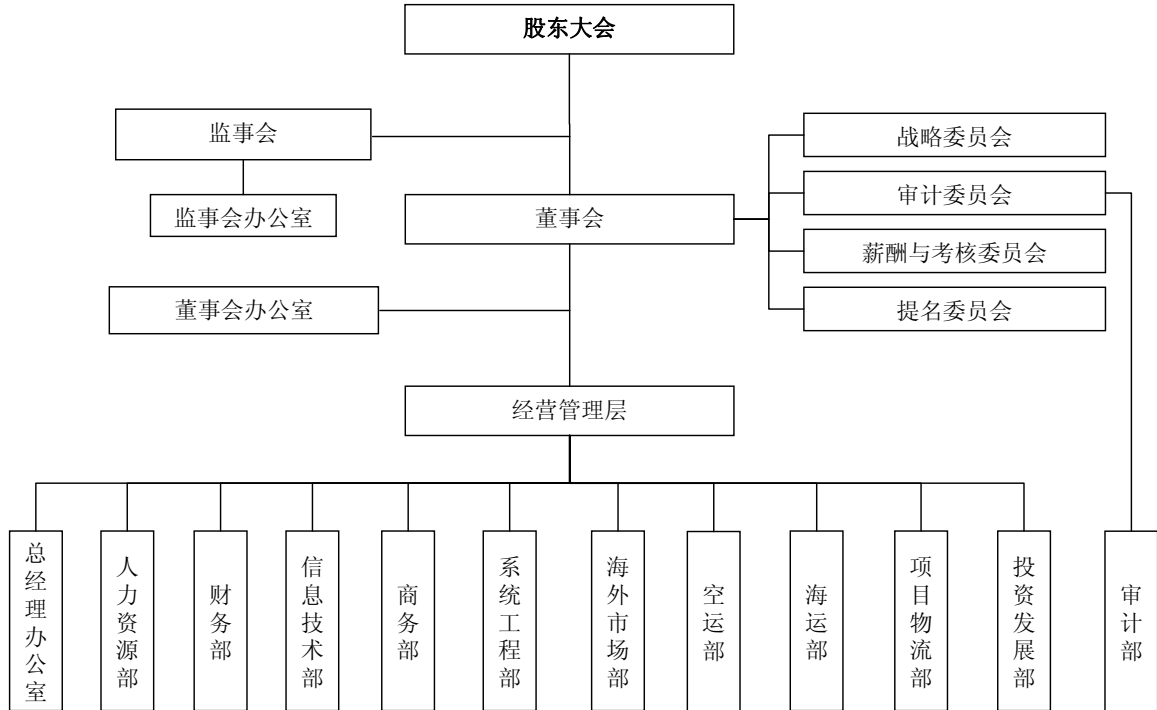 股东大会
监事会
战略委员会
审计委员会
监事会办公室
董事会
薪酬与考核委员会
董事会办公室
提名委员会
经营管理层
总经理办公室
人力资源部
财务部
信息技术部
商务部
系统工程部
海外市场部
空运部
海运部
项目物流部
投资发展部
审计部